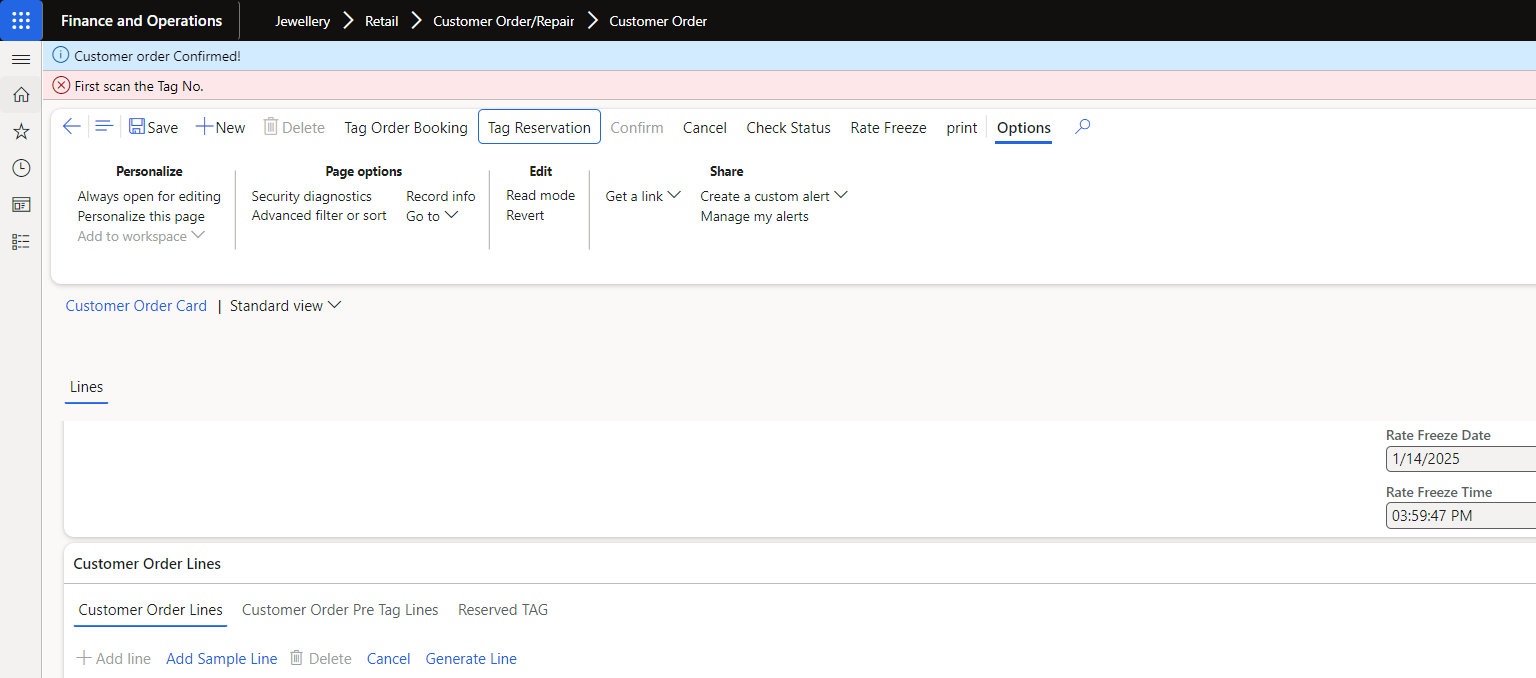 Finance and Operations Jewellery Retail Customer Order/Repair Customer Order
Customer order Confirmed!
First scan the Tag No.
Save New Delete Tag Order Booking Tag Reservation Confirm Cancel Check Status Rate Freeze print Options
Personalize
Always open for editing
Personalize this page
Add to workspace
Page options
Security diagnostics
Advanced filter or sort
Record info
Go to
Edit
Read mode
Revert
Get a link
Share
Create a custom alert
Manage my alerts
Customer Order Card | Standard view
Lines
Rate Freeze Date
1/14/2025
Rate Freeze Time
03:59:47 PM
Customer Order Lines
Customer Order Lines Customer Order Pre Tag Lines Reserved TAG
Add line Add Sample Line Delete Cancel Generate Line